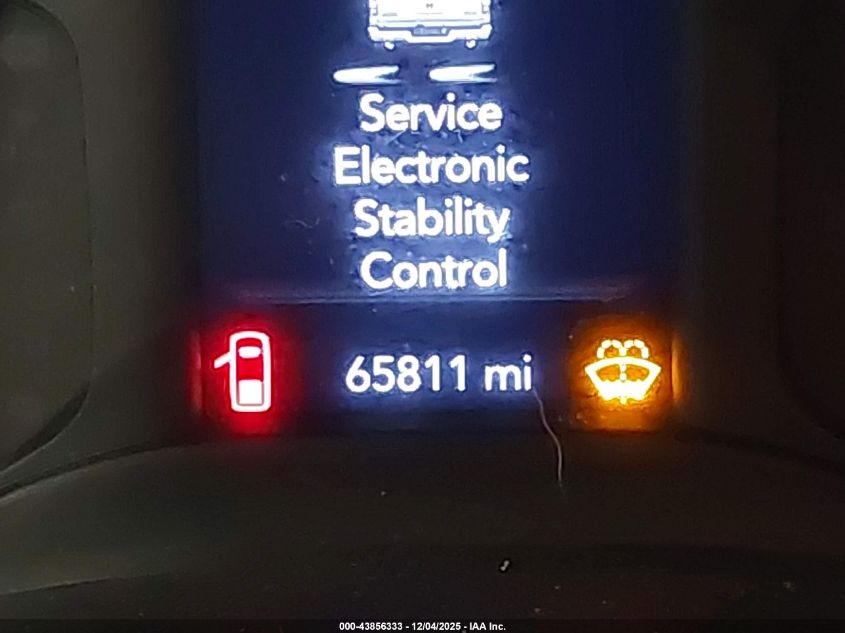 Service
Electronic
Stability
Control
65811 mi
000-43856333 - 12/04/2025 - IAA Inc.